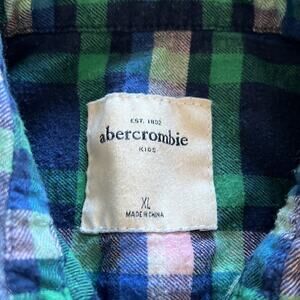 EST. 1892
abercrombie
KIDS
XL
MADE IN CHINA